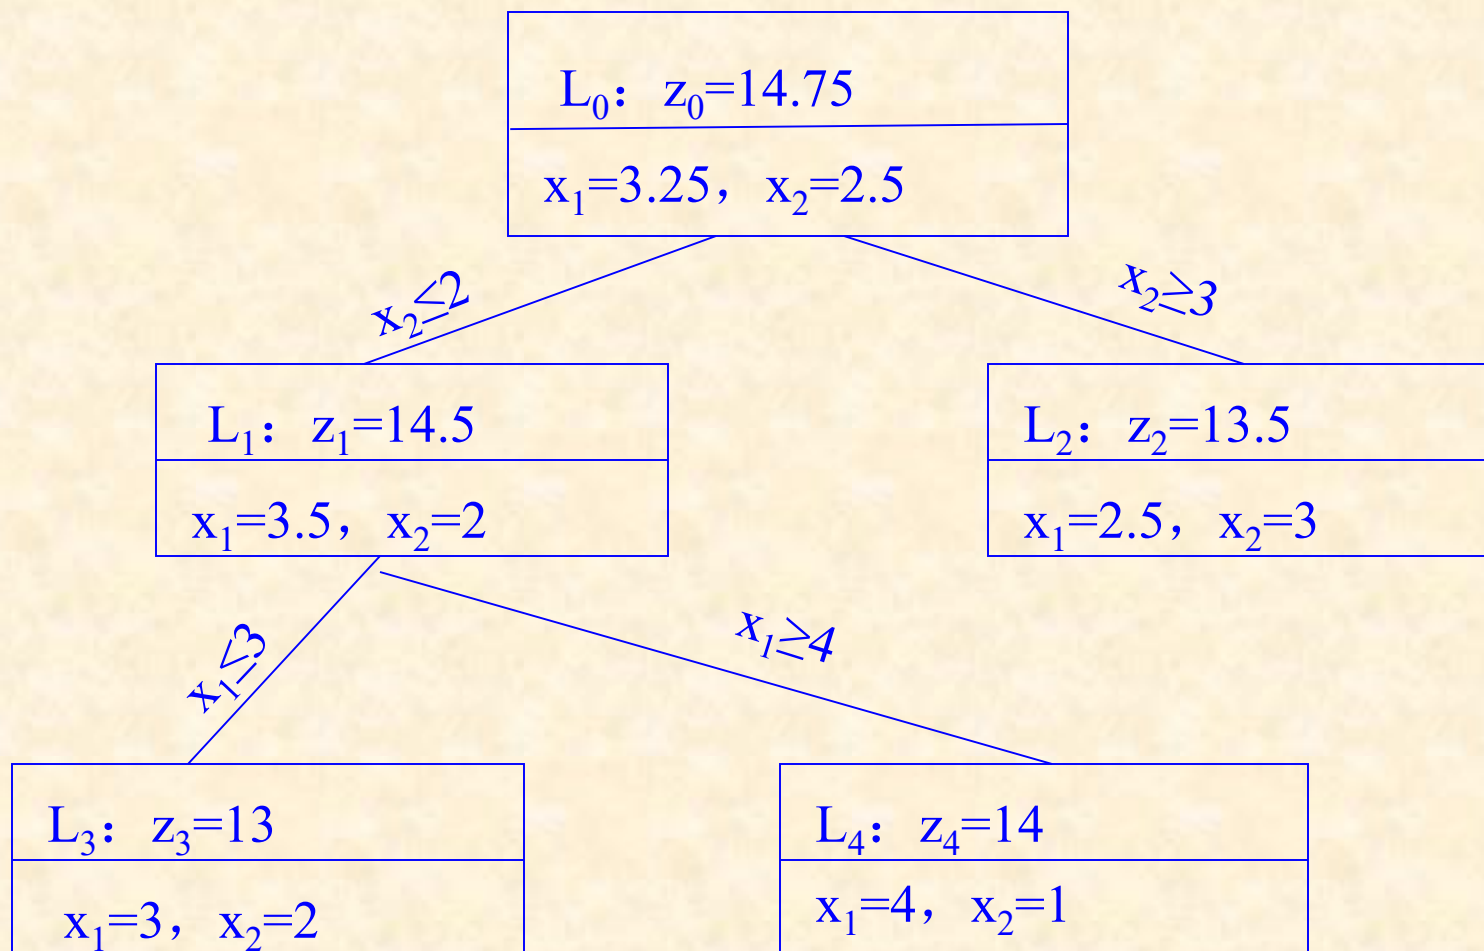 L₀：z₀=14.75
x₁=3.25，x₂=2.5
x₂≤2
x₂≥3
L₁：z₁=14.5
x₁=3.5，x₂=2
L₂：z₂=13.5
x₁=2.5，x₂=3
x₁≤3
x₁≥4
L₃：z₃=13
x₁=3，x₂=2
L₄：z₄=14
x₁=4，x₂=1